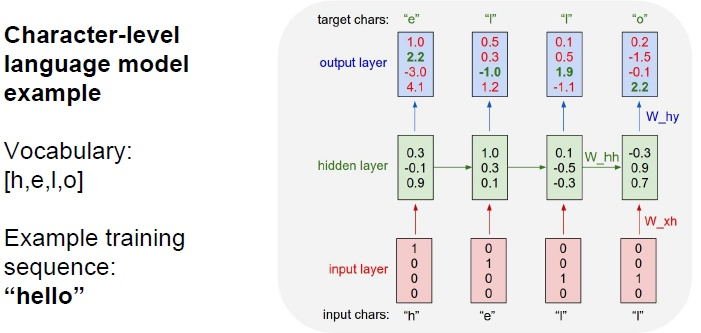 Character-level
language model
example
Vocabulary:
[h,e,l,o]
Example training
sequence:
“hello”
target chars: “e” “l” “l” “o”
output layer
1.0 0.5 0.1 0.2
2.2 0.3 0.5 -1.5
-3.0 -1.0 1.9 -0.1
4.1 1.2 -1.1 2.2
W_hy
hidden layer
0.3 1.0 0.1 -0.3
-0.1 0.3 -0.5 0.9
0.9 0.1 -0.3 0.7
W_hh
W_xh
input layer
1 0 0 0
0 1 0 0
0 0 1 1
0 0 0 0
input chars: “h” “e” “l” “l”